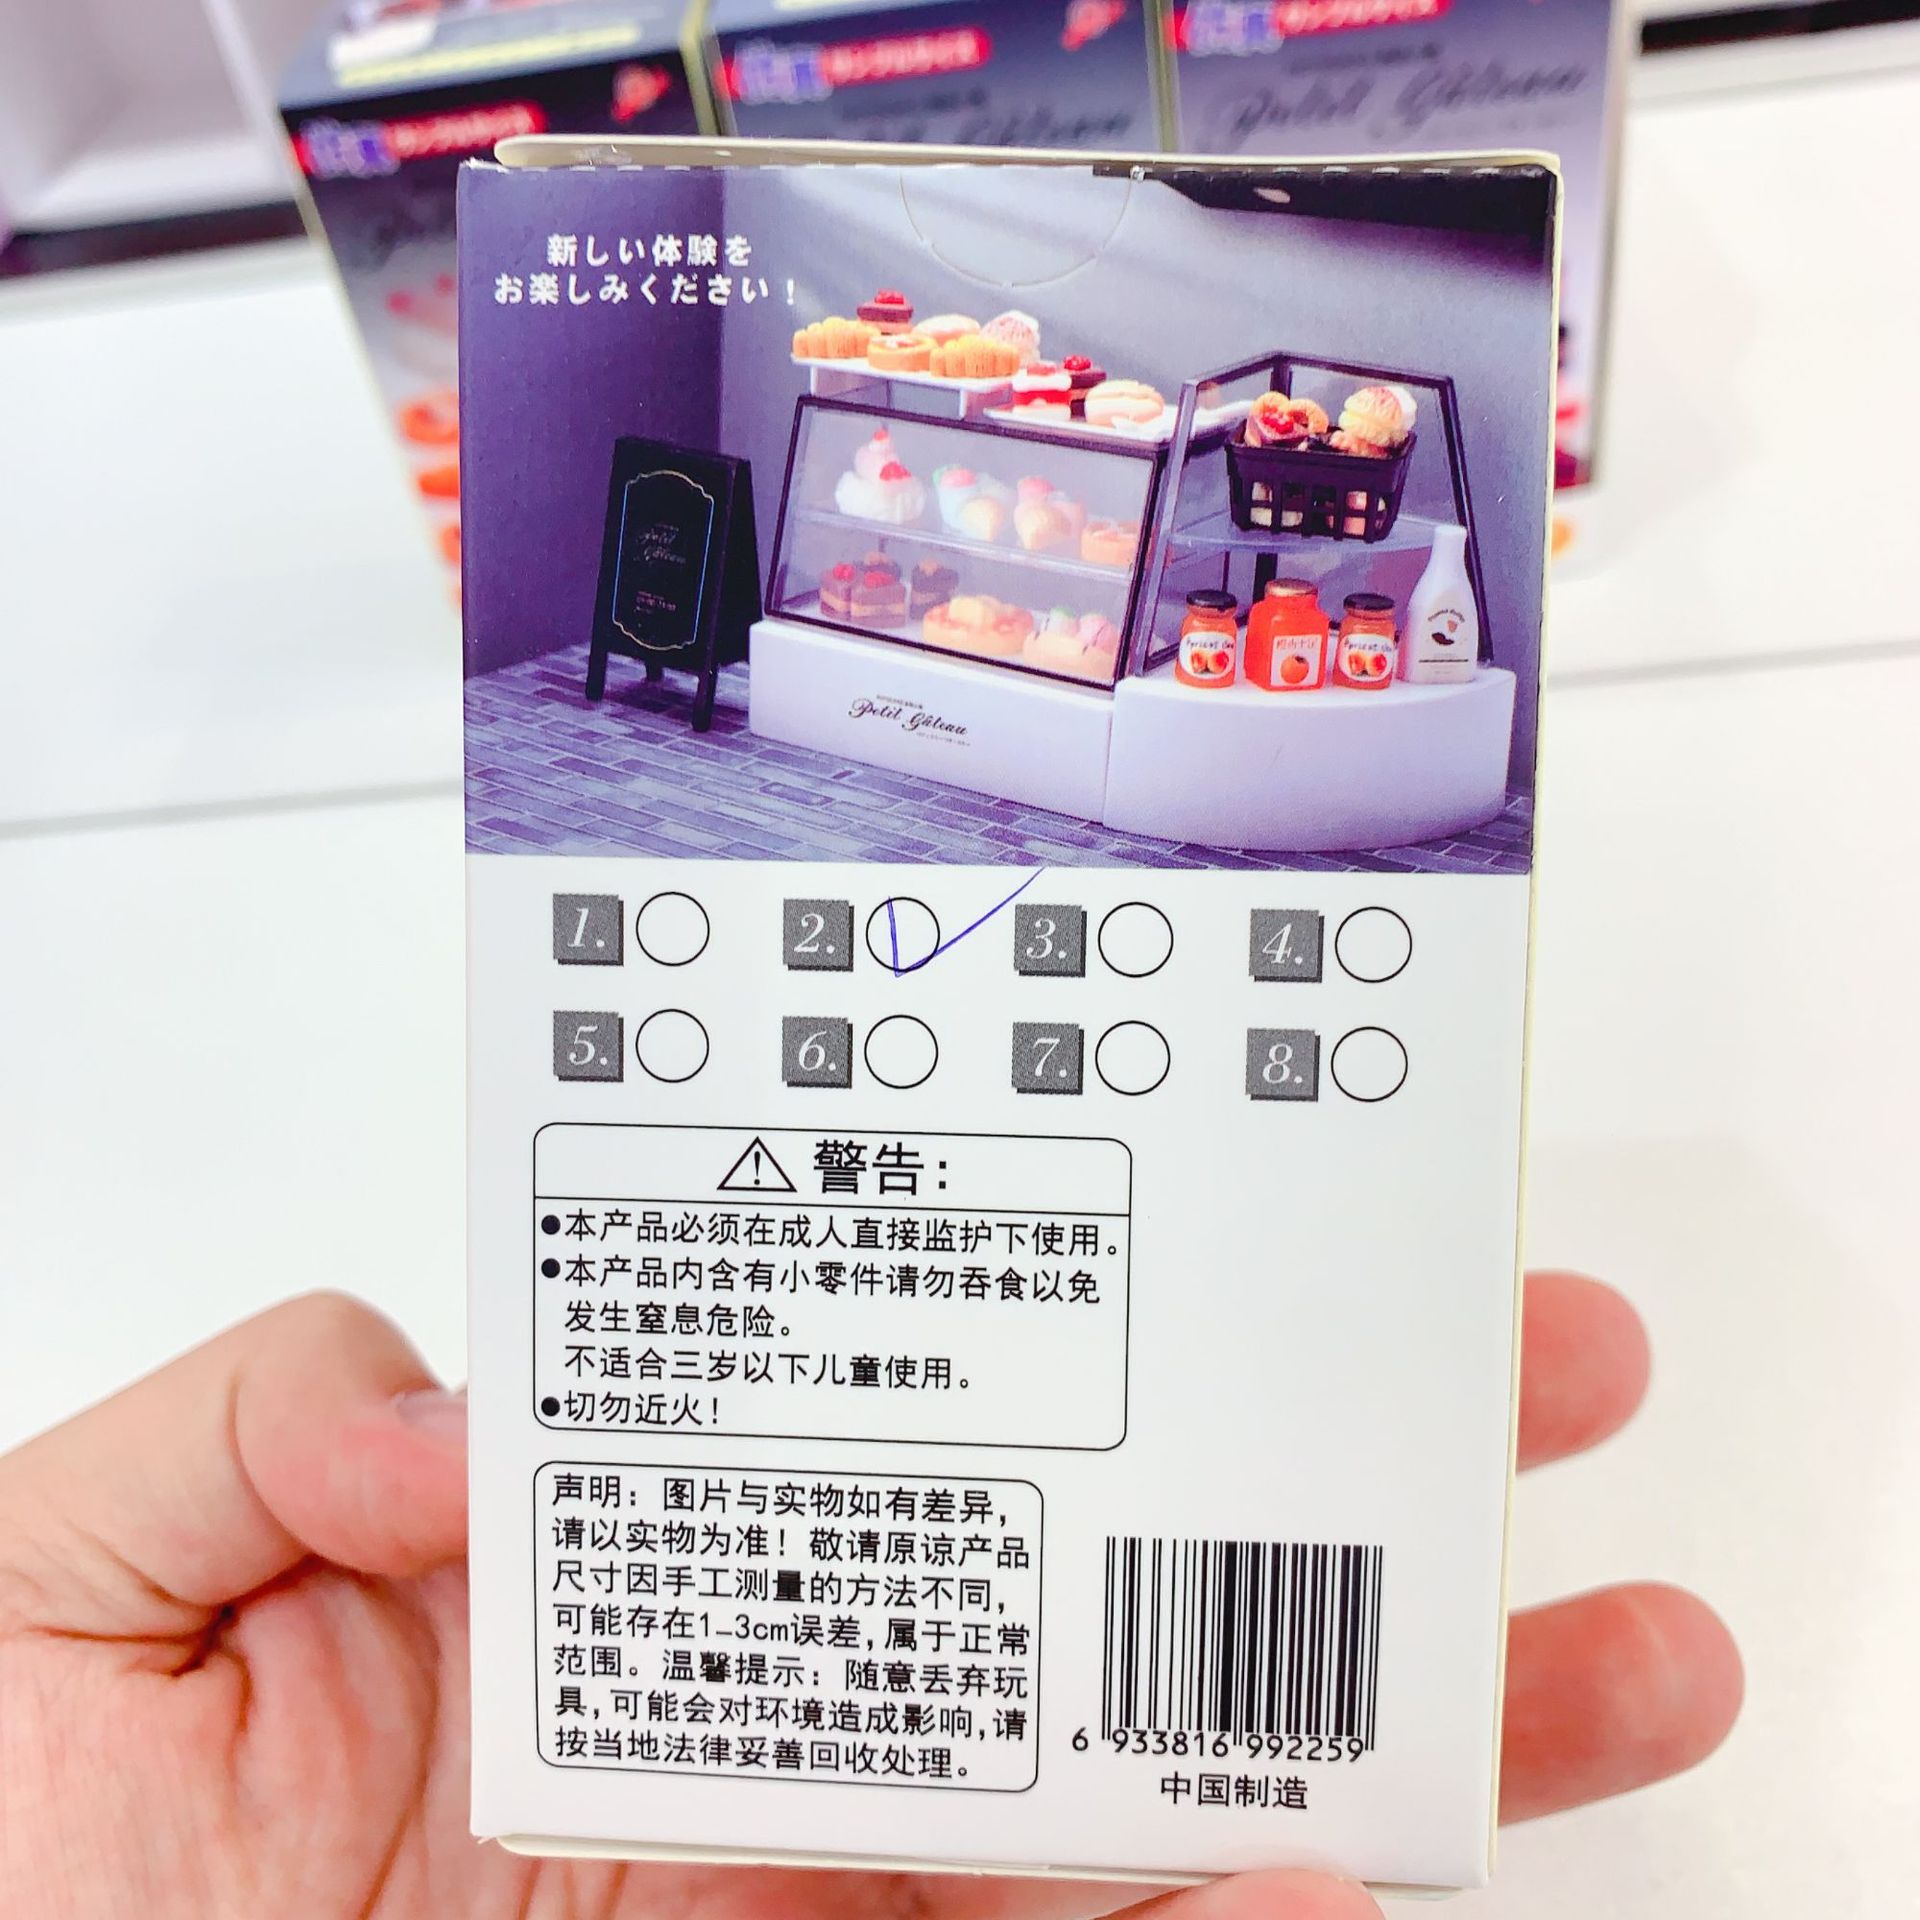 新しい体験を
お楽しみください！
Petit
Gâteau
Petit Gâteau
1.
2.
3.
4.
5.
6.
7.
8.
警告：
●本产品必须在成人直接监护下使用。
●本产品内含有小零件请勿吞食以免
发生窒息危险。
不适合三岁以下儿童使用。
●切勿近火！
声明：图片与实物如有差异，
请以实物为准！敬请原谅产品
尺寸因手工测量的方法不同，
可能存在1-3cm误差，属于正常
范围。温馨提示：随意丢弃玩
具，可能会对环境造成影响，请
按当地法律妥善回收处理。
6 933816 992259
中国制造